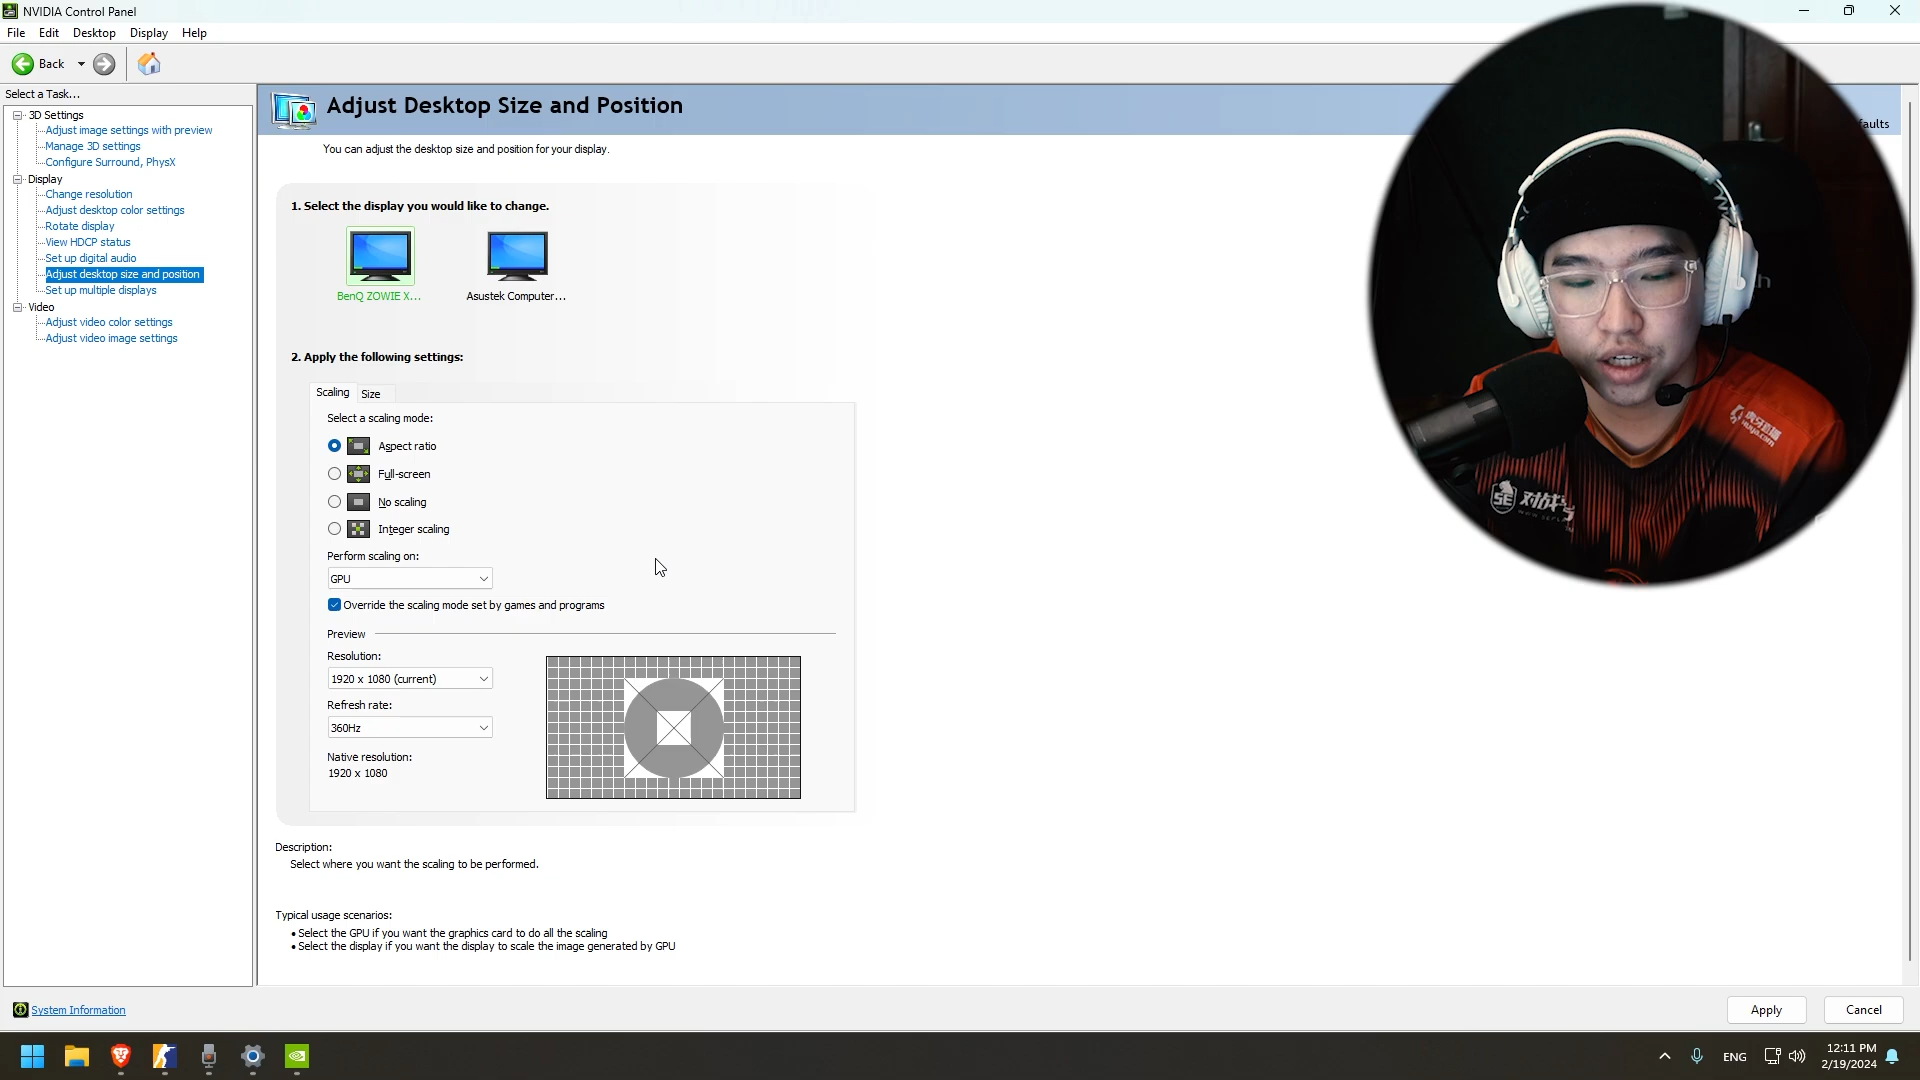 NVIDIA Control Panel
File Edit Desktop Display Help
Back
Select a Task...
3D Settings
Adjust image settings with preview
Manage 3D settings
Configure Surround, PhysX
Display
Change resolution
Adjust desktop color settings
Rotate display
View HDCP status
Set up digital audio
Adjust desktop size and position
Set up multiple displays
Video
Adjust video color settings
Adjust video image settings
Adjust Desktop Size and Position
faults
You can adjust the desktop size and position for your display.
1. Select the display you would like to change.
BenQ ZOWIE X... Asustek Computer...
2. Apply the following settings:
Scaling Size
Select a scaling mode:
Aspect ratio
Full-screen
No scaling
Integer scaling
Perform scaling on:
GPU
Override the scaling mode set by games and programs
Preview
Resolution:
1920 x 1080 (current)
Refresh rate:
360Hz
Native resolution:
1920 x 1080
Description:
Select where you want the scaling to be performed.
Typical usage scenarios:
• Select the GPU if you want the graphics card to do all the scaling
• Select the display if you want the display to scale the image generated by GPU
System Information
Apply Cancel
虎牙直播
huya.com
ENG
12:11 PM
2/19/2024